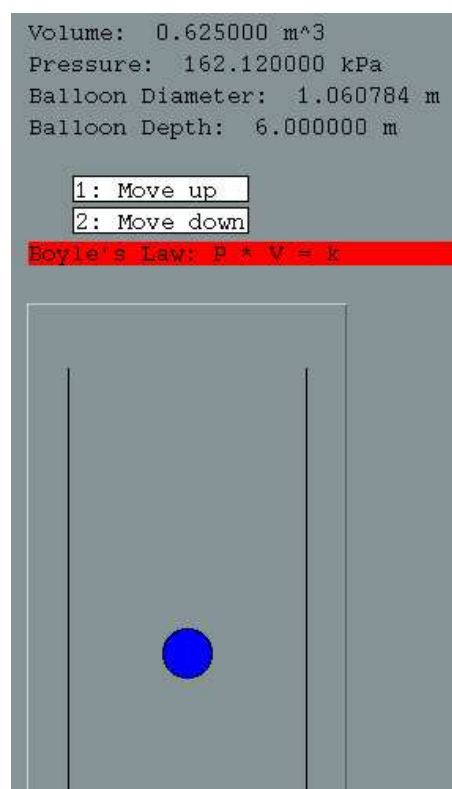 Volume:  0.625000 m^3
Pressure:  162.120000 kPa
Balloon Diameter:  1.060784 m
Balloon Depth:  6.000000 m
1: Move up
2: Move down
Boyle's Law: P * V = k